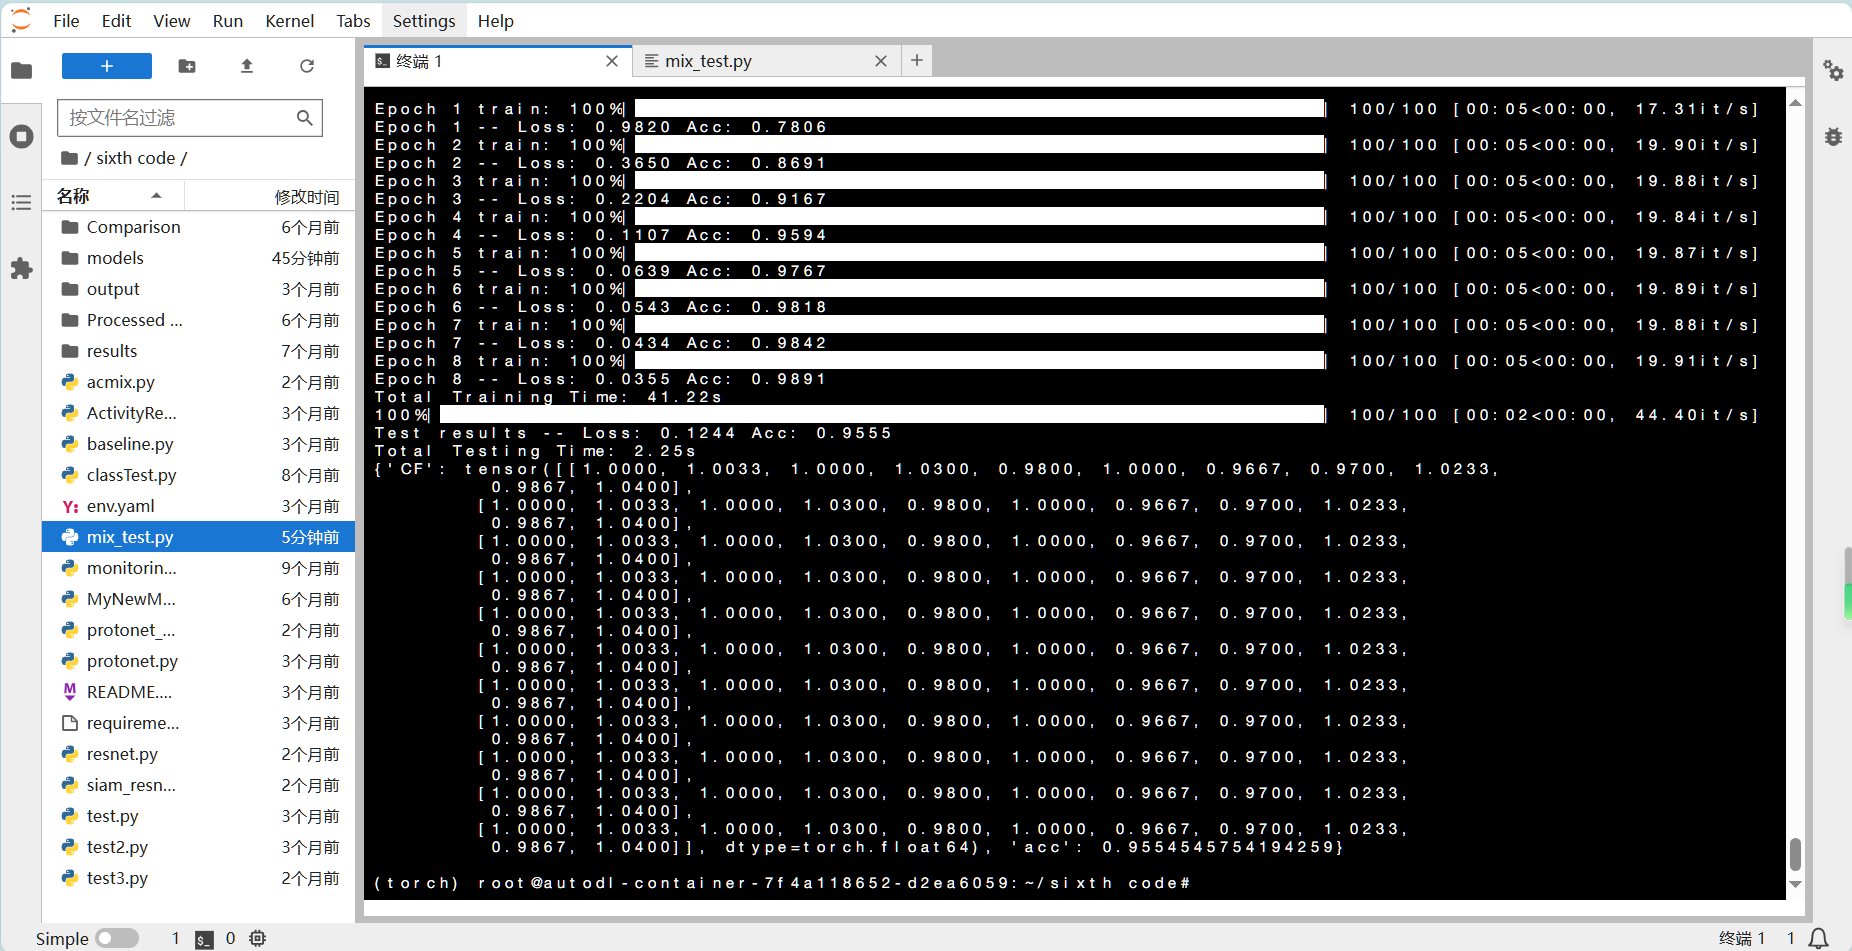 File Edit View Run Kernel Tabs Settings Help
终端 1
mix_test.py
按文件名过滤
/ sixth code /
名称 修改时间
Comparison 6个月前
models 45分钟前
output 3个月前
Processed ... 6个月前
results 7个月前
acmix.py 2个月前
ActivityRe... 3个月前
baseline.py 3个月前
classTest.py 8个月前
env.yaml 3个月前
mix_test.py 5分钟前
monitorin... 9个月前
MyNewM... 6个月前
protonet_... 2个月前
protonet.py 3个月前
README.... 3个月前
requireme... 3个月前
resnet.py 2个月前
siam_resn... 2个月前
test.py 3个月前
test2.py 3个月前
test3.py 2个月前
Epoch 1 train: 100%| | 100/100 [00:05<00:00, 17.31it/s]
Epoch 1 -- Loss: 0.9820 Acc: 0.7806
Epoch 2 train: 100%| | 100/100 [00:05<00:00, 19.90it/s]
Epoch 2 -- Loss: 0.3650 Acc: 0.8691
Epoch 3 train: 100%| | 100/100 [00:05<00:00, 19.88it/s]
Epoch 3 -- Loss: 0.2204 Acc: 0.9167
Epoch 4 train: 100%| | 100/100 [00:05<00:00, 19.84it/s]
Epoch 4 -- Loss: 0.1107 Acc: 0.9594
Epoch 5 train: 100%| | 100/100 [00:05<00:00, 19.87it/s]
Epoch 5 -- Loss: 0.0639 Acc: 0.9767
Epoch 6 train: 100%| | 100/100 [00:05<00:00, 19.89it/s]
Epoch 6 -- Loss: 0.0543 Acc: 0.9818
Epoch 7 train: 100%| | 100/100 [00:05<00:00, 19.88it/s]
Epoch 7 -- Loss: 0.0434 Acc: 0.9842
Epoch 8 train: 100%| | 100/100 [00:05<00:00, 19.91it/s]
Epoch 8 -- Loss: 0.0355 Acc: 0.9891
Total Training Time: 41.22s
100%| | 100/100 [00:02<00:00, 44.40it/s]
Test results -- Loss: 0.1244 Acc: 0.9555
Total Testing Time: 2.25s
{'CF': tensor([[1.0000, 1.0033, 1.0000, 1.0300, 0.9800, 1.0000, 0.9667, 0.9700, 1.0233,
0.9867, 1.0400],
[1.0000, 1.0033, 1.0000, 1.0300, 0.9800, 1.0000, 0.9667, 0.9700, 1.0233,
0.9867, 1.0400],
[1.0000, 1.0033, 1.0000, 1.0300, 0.9800, 1.0000, 0.9667, 0.9700, 1.0233,
0.9867, 1.0400],
[1.0000, 1.0033, 1.0000, 1.0300, 0.9800, 1.0000, 0.9667, 0.9700, 1.0233,
0.9867, 1.0400],
[1.0000, 1.0033, 1.0000, 1.0300, 0.9800, 1.0000, 0.9667, 0.9700, 1.0233,
0.9867, 1.0400],
[1.0000, 1.0033, 1.0000, 1.0300, 0.9800, 1.0000, 0.9667, 0.9700, 1.0233,
0.9867, 1.0400],
[1.0000, 1.0033, 1.0000, 1.0300, 0.9800, 1.0000, 0.9667, 0.9700, 1.0233,
0.9867, 1.0400],
[1.0000, 1.0033, 1.0000, 1.0300, 0.9800, 1.0000, 0.9667, 0.9700, 1.0233,
0.9867, 1.0400],
[1.0000, 1.0033, 1.0000, 1.0300, 0.9800, 1.0000, 0.9667, 0.9700, 1.0233,
0.9867, 1.0400],
[1.0000, 1.0033, 1.0000, 1.0300, 0.9800, 1.0000, 0.9667, 0.9700, 1.0233,
0.9867, 1.0400],
[1.0000, 1.0033, 1.0000, 1.0300, 0.9800, 1.0000, 0.9667, 0.9700, 1.0233,
0.9867, 1.0400]], dtype=torch.float64), 'acc': 0.9554545754194259}
(torch) root@autodl-container-7f4a118652-d2ea6059:~/sixth code#
Simple 1 0 终端 1 1